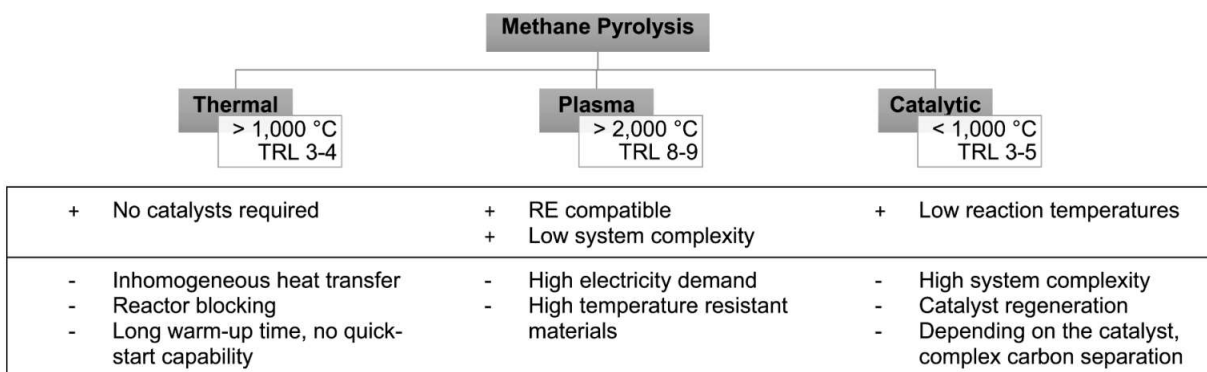 Methane Pyrolysis
Thermal
> 1,000 °C
TRL 3-4
Plasma
> 2,000 °C
TRL 8-9
Catalytic
< 1,000 °C
TRL 3-5
+ No catalysts required
+ RE compatible
+ Low system complexity
+ Low reaction temperatures
- Inhomogeneous heat transfer
- Reactor blocking
- Long warm-up time, no quick-
start capability
- High electricity demand
- High temperature resistant
materials
- High system complexity
- Catalyst regeneration
- Depending on the catalyst,
complex carbon separation